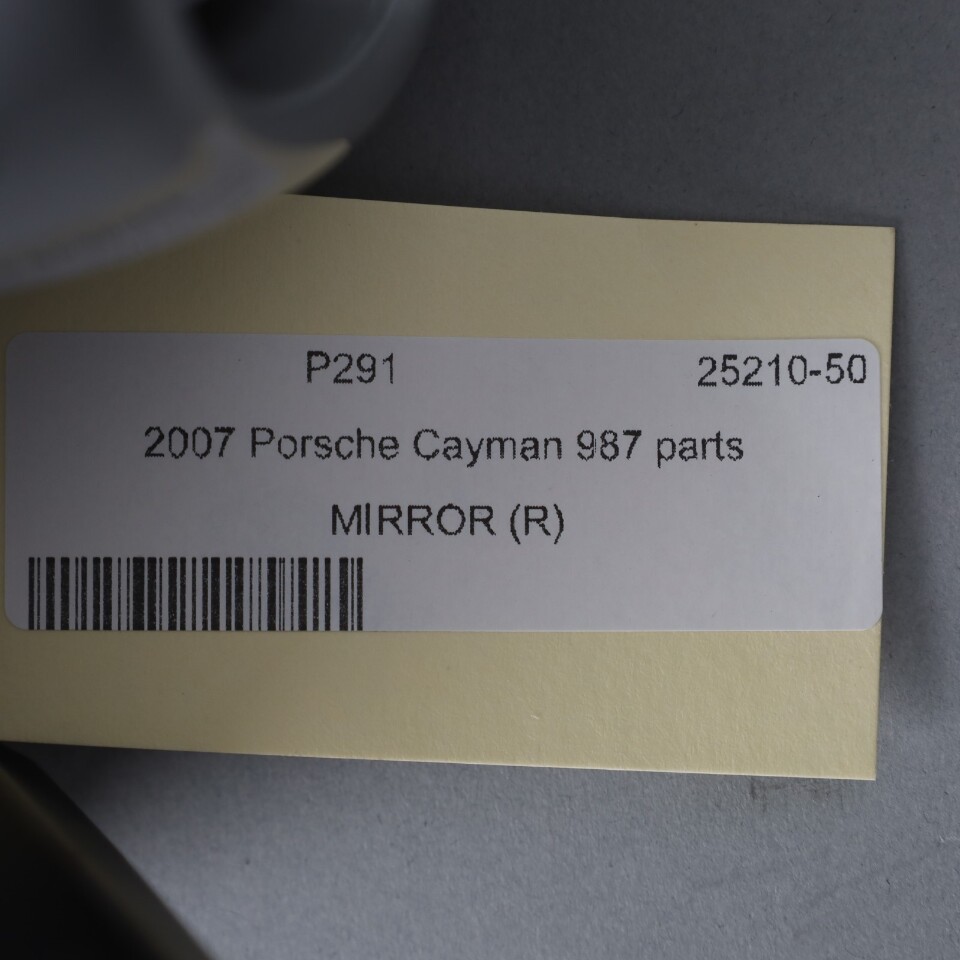 P291 25210-50
2007 Porsche Cayman 987 parts
MIRROR (R)